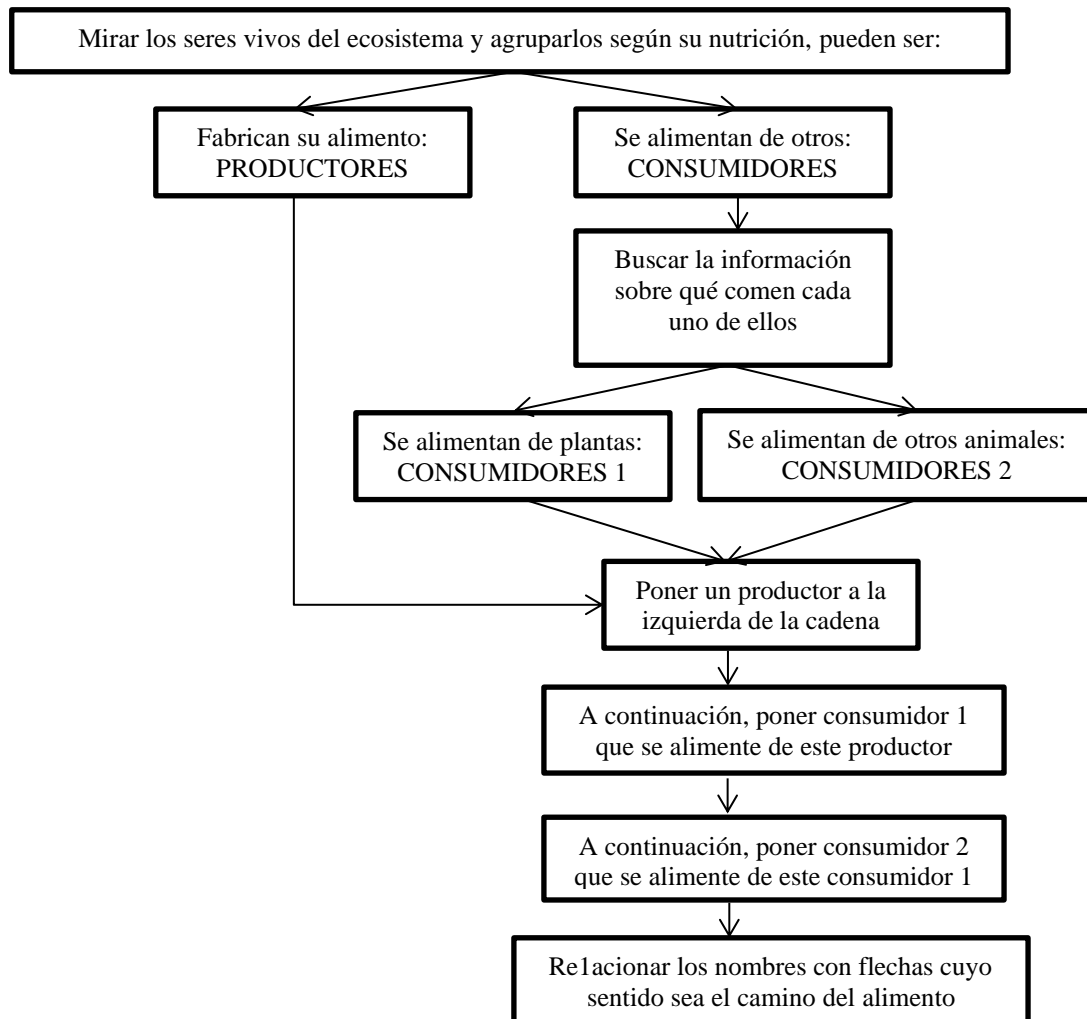 Mirar los seres vivos del ecosistema y agruparlos según su nutrición, pueden ser:
Fabrican su alimento:
PRODUCTORES
Se alimentan de otros:
CONSUMIDORES
Buscar la información
sobre qué comen cada
uno de ellos
Se alimentan de plantas:
CONSUMIDORES 1
Se alimentan de otros animales:
CONSUMIDORES 2
Poner un productor a la
izquierda de la cadena
A continuación, poner consumidor 1
que se alimente de este productor
A continuación, poner consumidor 2
que se alimente de este consumidor 1
Re1acionar los nombres con flechas cuyo
sentido sea el camino del alimento